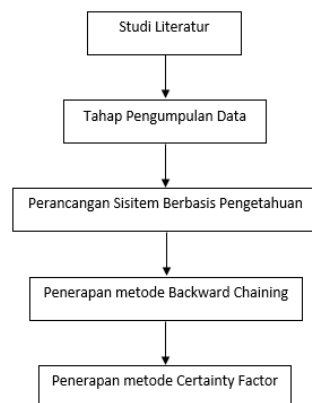 Studi Literatur
Tahap Pengumpulan Data
Perancangan Sisitem Berbasis Pengetahuan
Penerapan metode Backward Chaining
Penerapan metode Certainty Factor